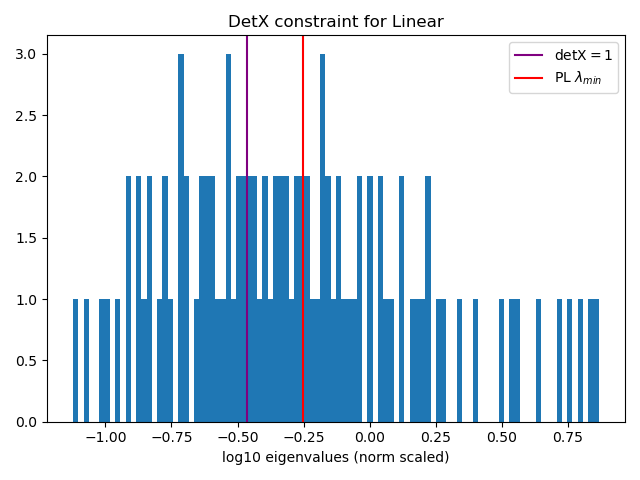 DetX constraint for Linear
detX = 1
PL λmin
3.0
2.5
2.0
1.5
1.0
0.5
0.0
−1.00 −0.75 −0.50 −0.25 0.00 0.25 0.50 0.75
log10 eigenvalues (norm scaled)